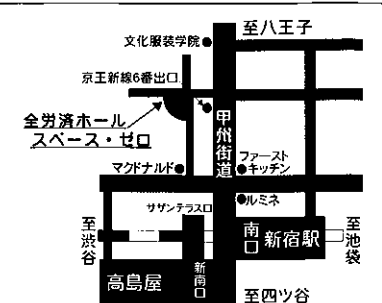 至八王子
文化服装学院
京王新線6番出口
全労済ホール
スペース・ゼロ
甲州街道
ファースト
キッチン
マクドナルド
ルミネ
サザンテラス口
至渋谷
南口
新宿駅
至池袋
新南口
高島屋
至四ツ谷